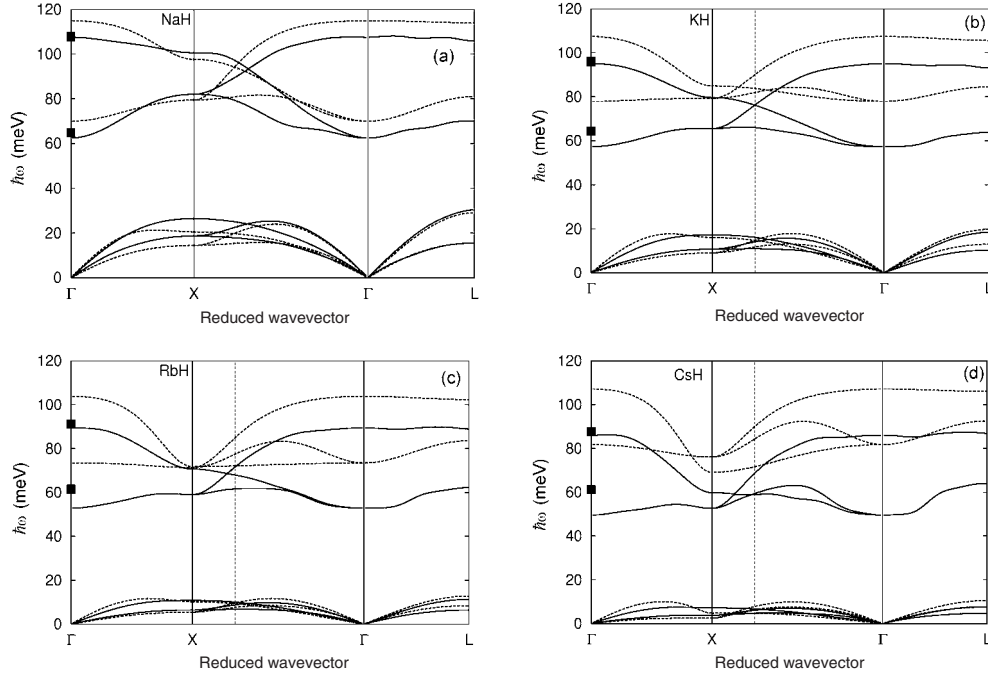 NaH
(a)
ħω (meV)
120
100
80
60
40
20
0
Γ X Γ L
Reduced wavevector
KH
(b)
ħω (meV)
120
100
80
60
40
20
0
Γ X Γ L
Reduced wavevector
RbH
(c)
ħω (meV)
120
100
80
60
40
20
0
Γ X Γ L
Reduced wavevector
CsH
(d)
ħω (meV)
120
100
80
60
40
20
0
Γ X Γ L
Reduced wavevector